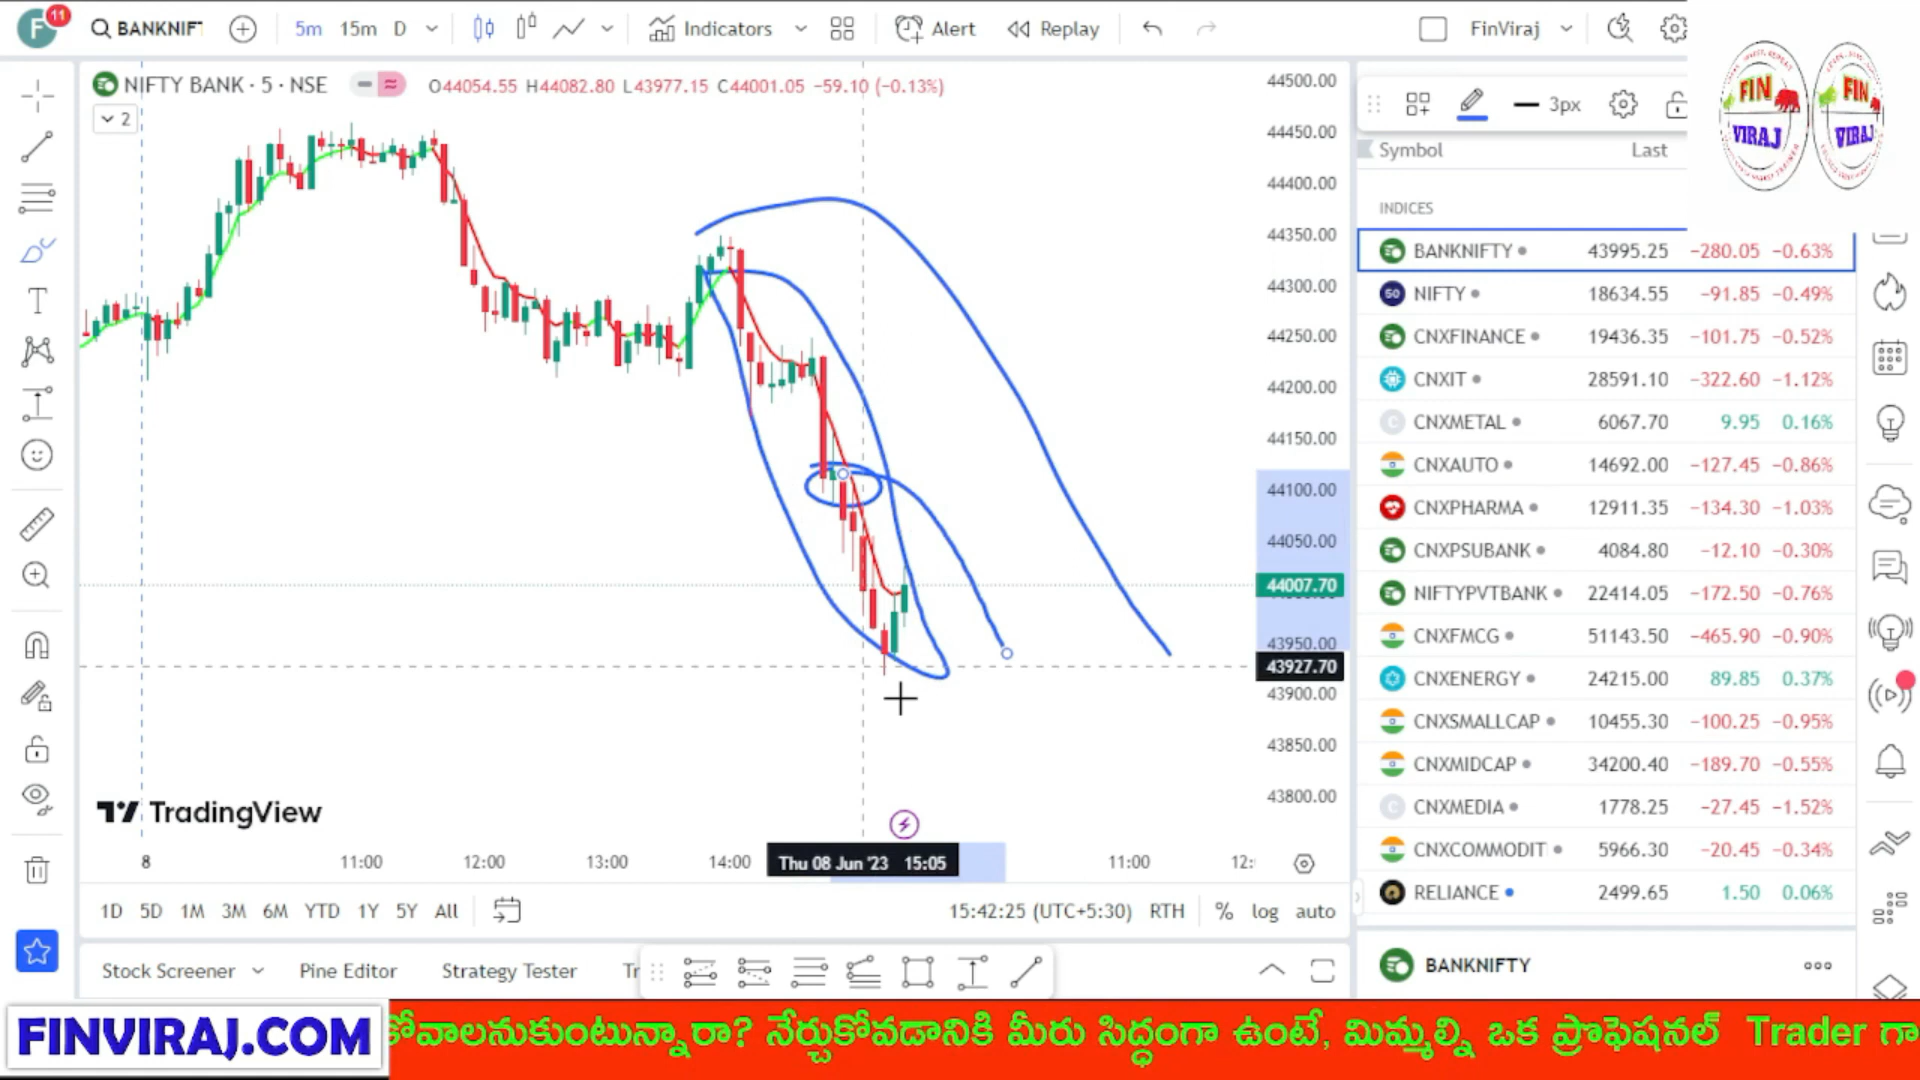 F 11 BANKNIFT 5m 15m D Indicators Alert Replay FinViraj
NIFTY BANK · 5 · NSE O44054.55 H44082.80 L43977.15 C44001.05 −59.10 (−0.13%)
2
3px
FIN VIRAJ
FIN VIRAJ
T
44500.00
44450.00
44400.00
44350.00
44300.00
44250.00
44200.00
44150.00
44100.00
44050.00
44007.70
43950.00
43927.70
43900.00
43850.00
43800.00
Symbol Last
INDICES
BANKNIFTY 43995.25 −280.05 −0.63%
50 NIFTY 18634.55 −91.85 −0.49%
CNXFINANCE 19436.35 −101.75 −0.52%
CNXIT 28591.10 −322.60 −1.12%
C CNXMETAL 6067.70 9.95 0.16%
CNXAUTO 14692.00 −127.45 −0.86%
CNXPHARMA 12911.35 −134.30 −1.03%
CNXPSUBANK 4084.80 −12.10 −0.30%
NIFTYPVTBANK 22414.05 −172.50 −0.76%
CNXFMCG 51143.50 −465.90 −0.90%
CNXENERGY 24215.00 89.85 0.37%
CNXSMALLCAP 10455.30 −100.25 −0.95%
CNXMIDCAP 34200.40 −189.70 −0.55%
C CNXMEDIA 1778.25 −27.45 −1.52%
CNXCOMMODIT 5966.30 −20.45 −0.34%
RELIANCE 2499.65 1.50 0.06%
TradingView
8 11:00 12:00 13:00 14:00 Thu 08 Jun '23 15:05 11:00 12:
1D 5D 1M 3M 6M YTD 1Y 5Y All 15:42:25 (UTC+5:30) RTH % log auto
Stock Screener Pine Editor Strategy Tester Tr
BANKNIFTY
FINVIRAJ.COM కోవాలనుకుంటున్నారా? నేర్చుకోవడానికి మీరు సిద్ధంగా ఉంటే, మిమ్మల్ని ఒక ప్రొఫెషనల్ Trader గా